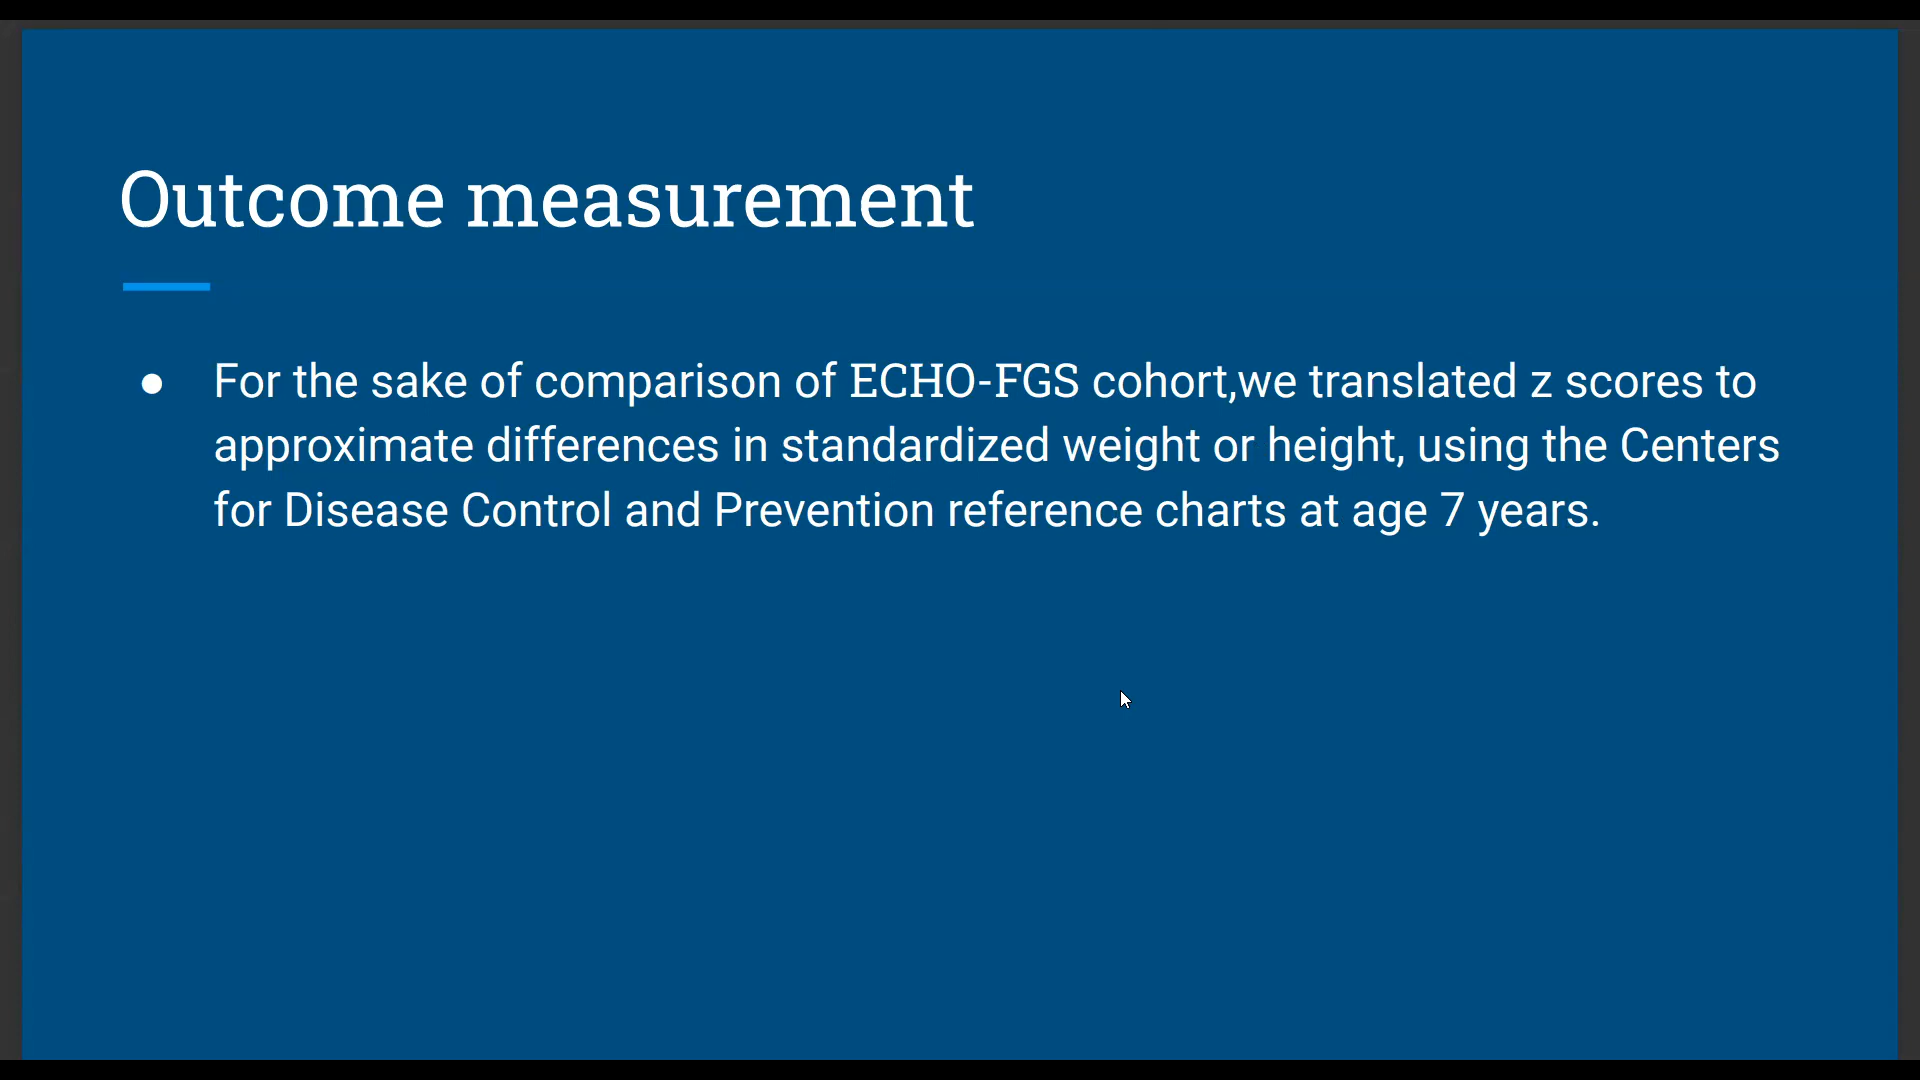 Outcome measurement
● For the sake of comparison of ECHO-FGS cohort,we translated z scores to
approximate differences in standardized weight or height, using the Centers
for Disease Control and Prevention reference charts at age 7 years.